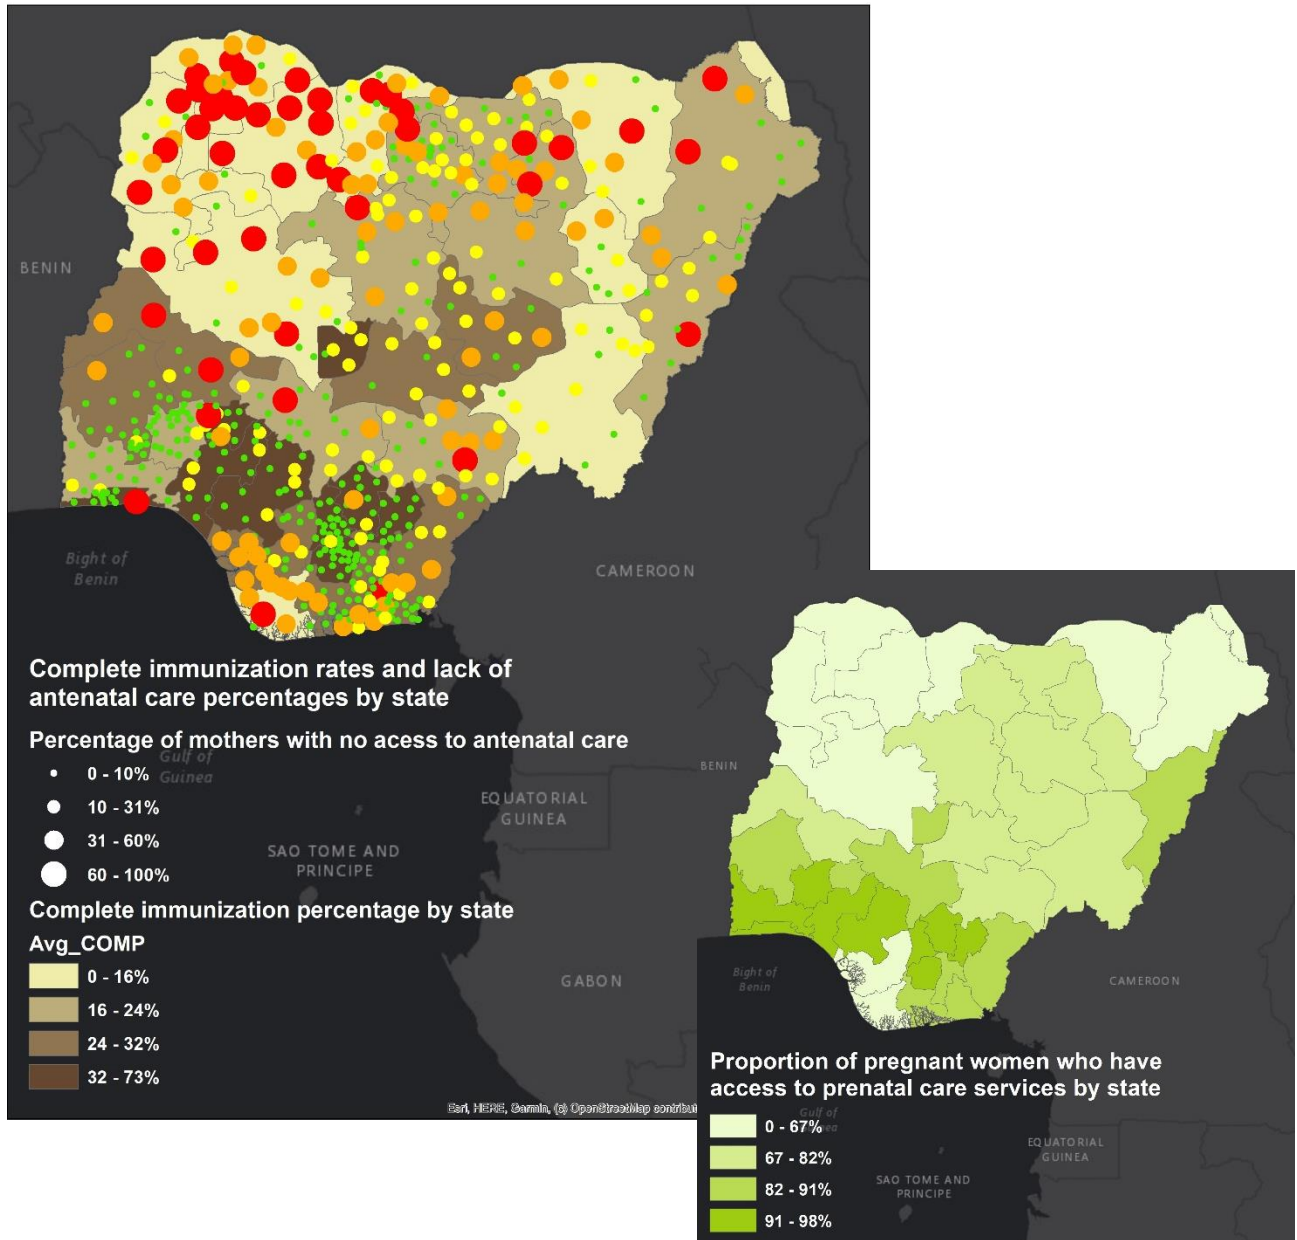 BENIN
Bight of
Benin
CAMEROON
Complete immunization rates and lack of
antenatal care percentages by state
Percentage of mothers with no acess to antenatal care
Gulf of
Guinea
0 - 10%
10 - 31%
31 - 60%
60 - 100%
EQUATORIAL
GUINEA
SAO TOME AND
PRINCIPE
Complete immunization percentage by state
Avg_COMP
0 - 16%
16 - 24%
24 - 32%
32 - 73%
GABON
Esri, HERE, Garmin, (c) OpenStreetMap contribut
BENIN
Bight of
Benin
CAMEROON
Proportion of pregnant women who have
access to prenatal care services by state
Gulf of
0 - 67%
67 - 82%
82 - 91%
91 - 98%
EQUATORIAL
GUINEA
SAO TOME AND
PRINCIPE